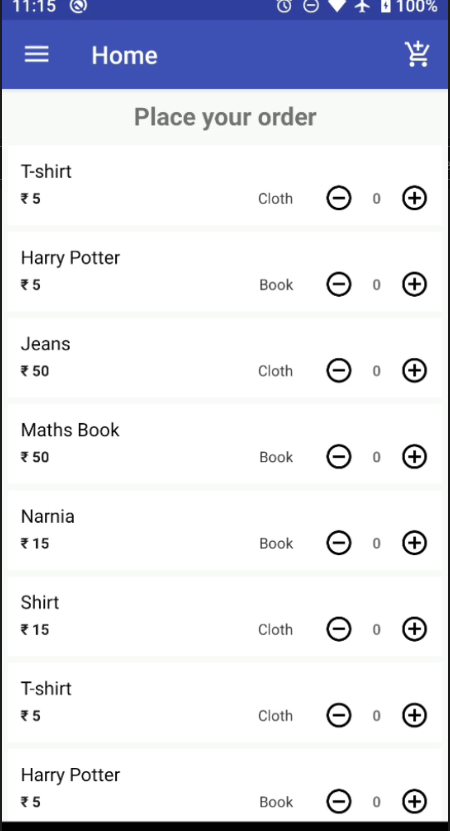 11:15
100%
Home
Place your order
T-shirt
₹ 5
Cloth
0
Harry Potter
₹ 5
Book
0
Jeans
₹ 50
Cloth
0
Maths Book
₹ 50
Book
0
Narnia
₹ 15
Book
0
Shirt
₹ 15
Cloth
0
T-shirt
₹ 5
Cloth
0
Harry Potter
₹ 5
Book
0